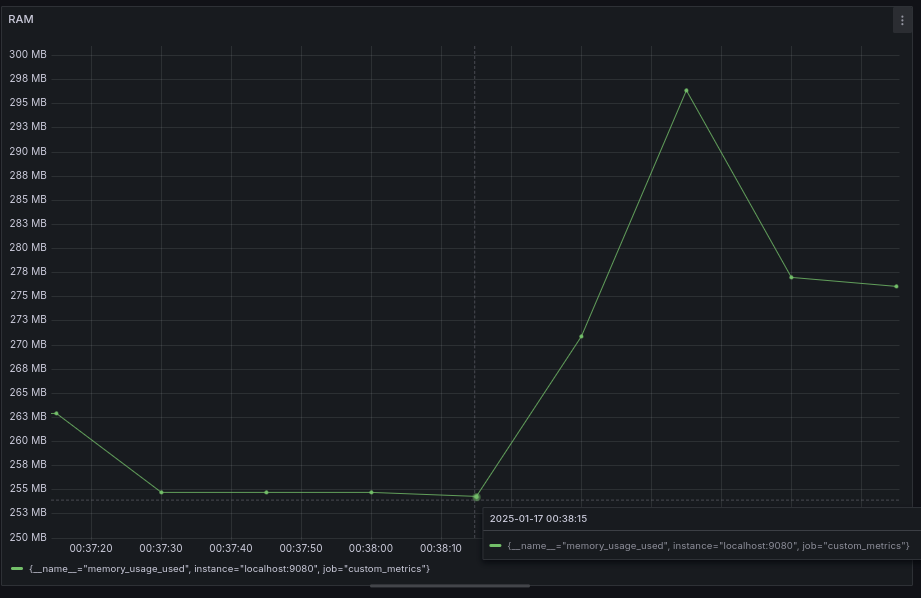 RAM
300 MB
298 MB
295 MB
293 MB
290 MB
288 MB
285 MB
283 MB
280 MB
278 MB
275 MB
273 MB
270 MB
268 MB
265 MB
263 MB
260 MB
258 MB
255 MB
253 MB
250 MB
00:37:20 00:37:30 00:37:40 00:37:50 00:38:00 00:38:10
2025-01-17 00:38:15
{__name__="memory_usage_used", instance="localhost:9080", job="custom_metrics"}
{__name__="memory_usage_used", instance="localhost:9080", job="custom_metrics"}